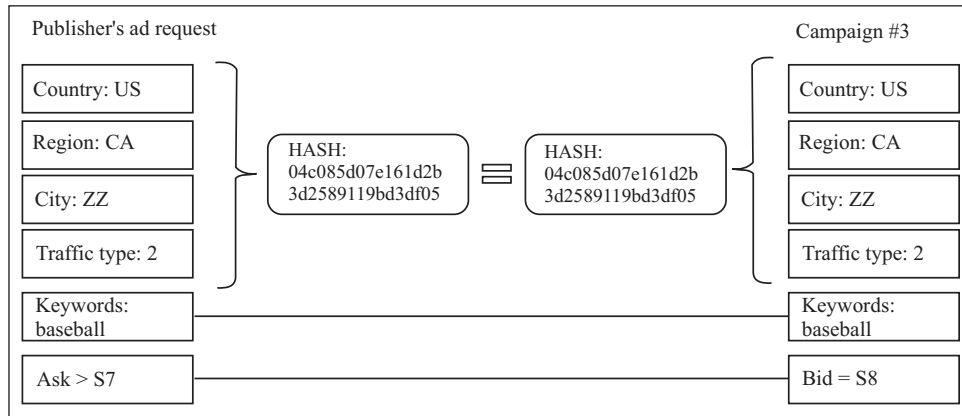 Publisher's ad request
Campaign #3
Country: US
Region: CA
City: ZZ
Traffic type: 2
Keywords:
baseball
Ask > S7
HASH:
04c085d07e161d2b
3d2589119bd3df05
HASH:
04c085d07e161d2b
3d2589119bd3df05
Country: US
Region: CA
City: ZZ
Traffic type: 2
Keywords:
baseball
Bid = S8